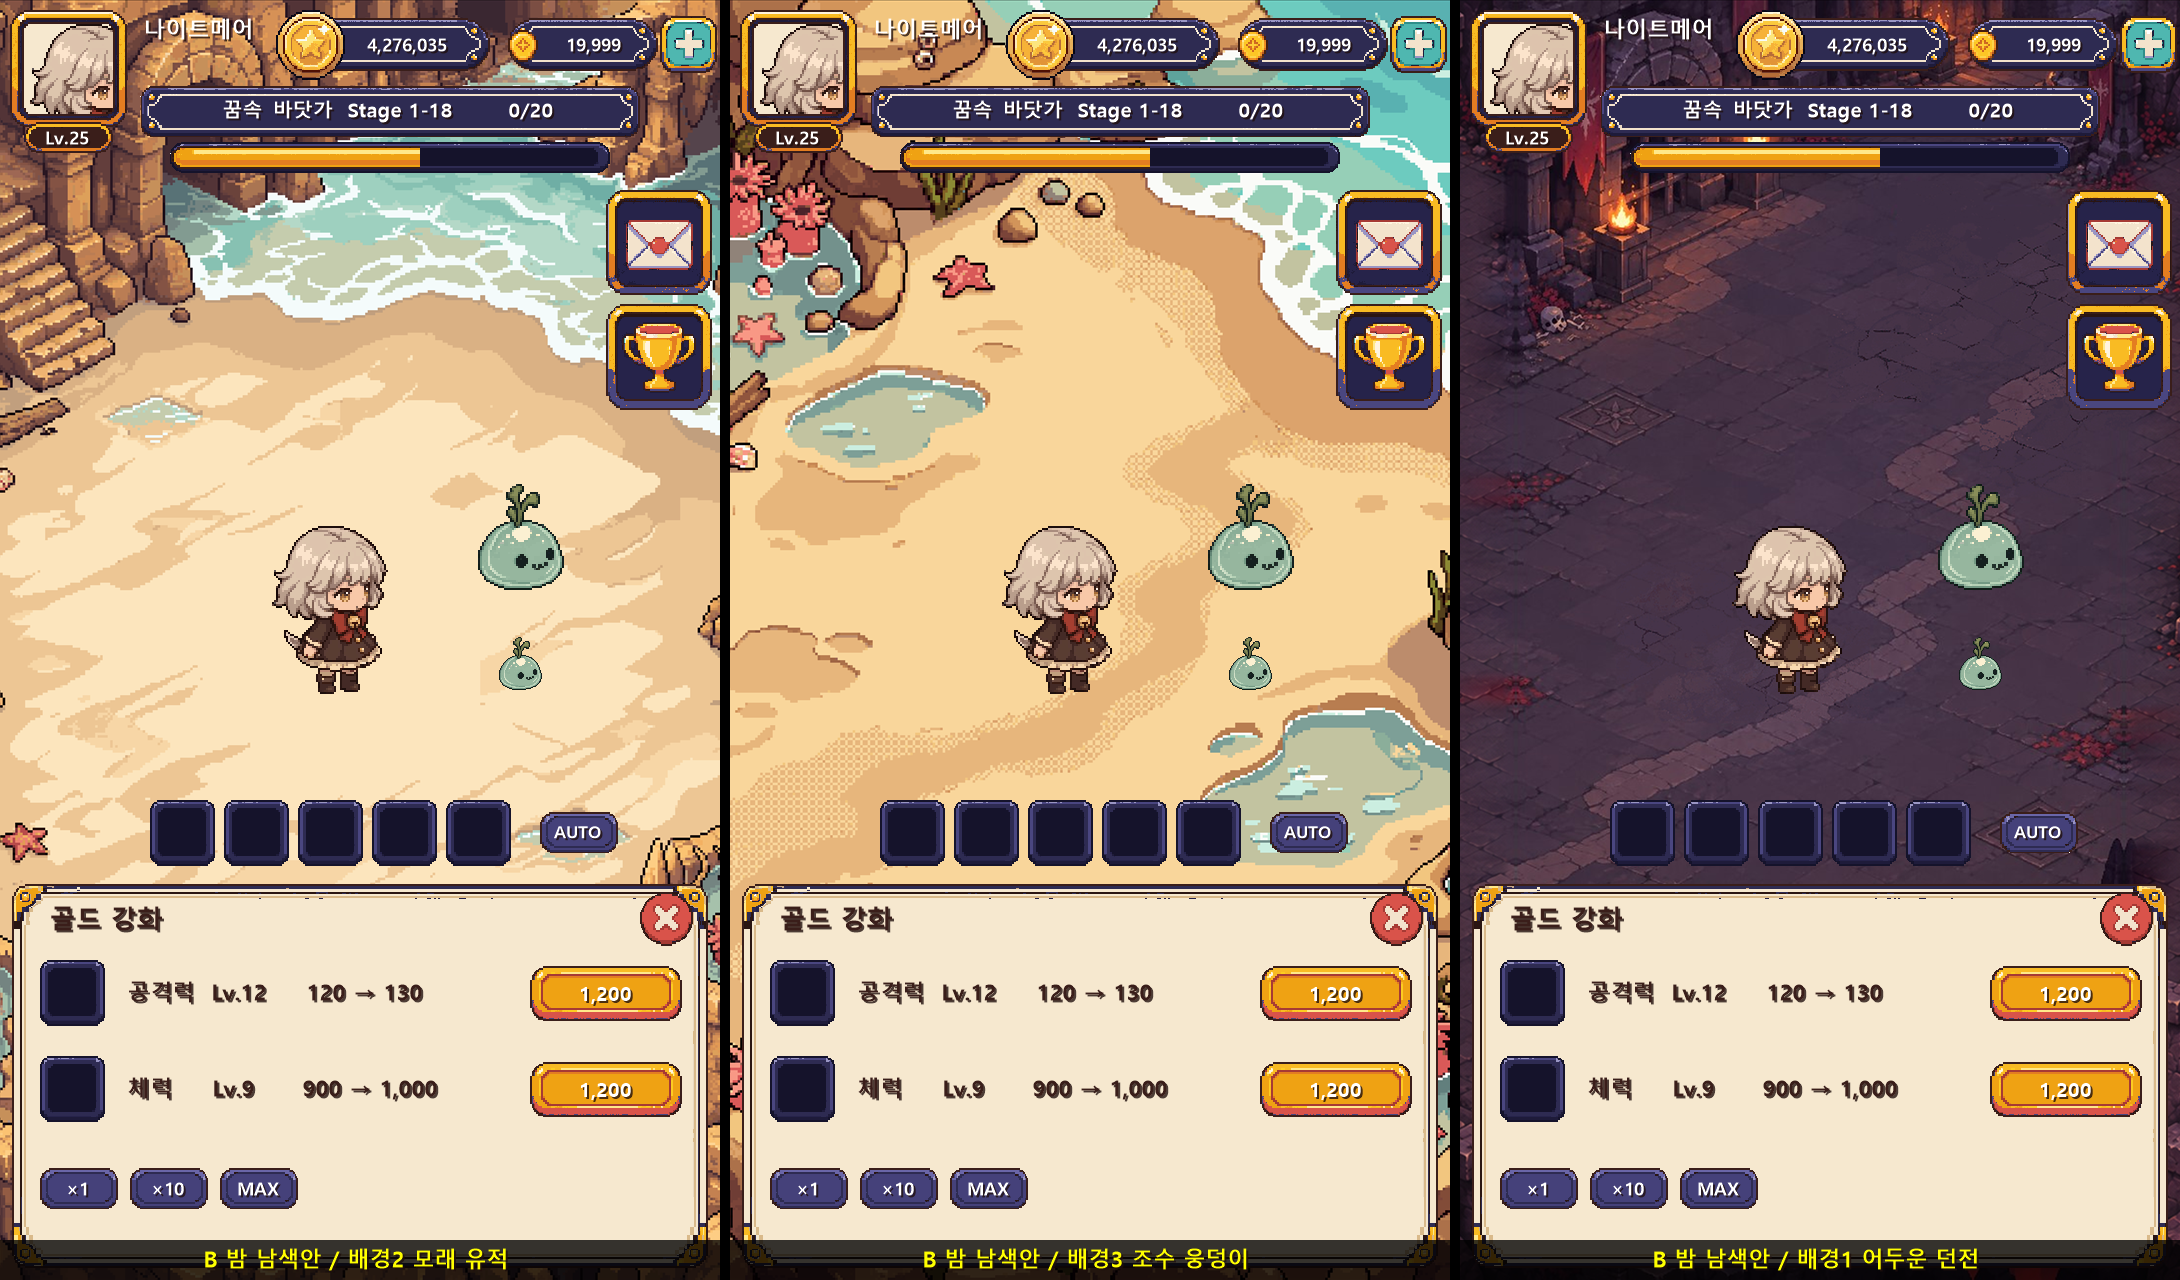 나이트메어 4,276,035 19,999
꿈속 바닷가 Stage 1-18 0/20
Lv.25
AUTO
골드 강화
공격력 Lv.12 120 → 130 1,200
체력 Lv.9 900 → 1,000 1,200
×1 ×10 MAX
B 밤 남색안 / 배경2 모래 유적
나이트메어 4,276,035 19,999
꿈속 바닷가 Stage 1-18 0/20
Lv.25
AUTO
골드 강화
공격력 Lv.12 120 → 130 1,200
체력 Lv.9 900 → 1,000 1,200
×1 ×10 MAX
B 밤 남색안 / 배경3 조수 웅덩이
나이트메어 4,276,035 19,999
꿈속 바닷가 Stage 1-18 0/20
Lv.25
AUTO
골드 강화
공격력 Lv.12 120 → 130 1,200
체력 Lv.9 900 → 1,000 1,200
×1 ×10 MAX
B 밤 남색안 / 배경1 어두운 던전